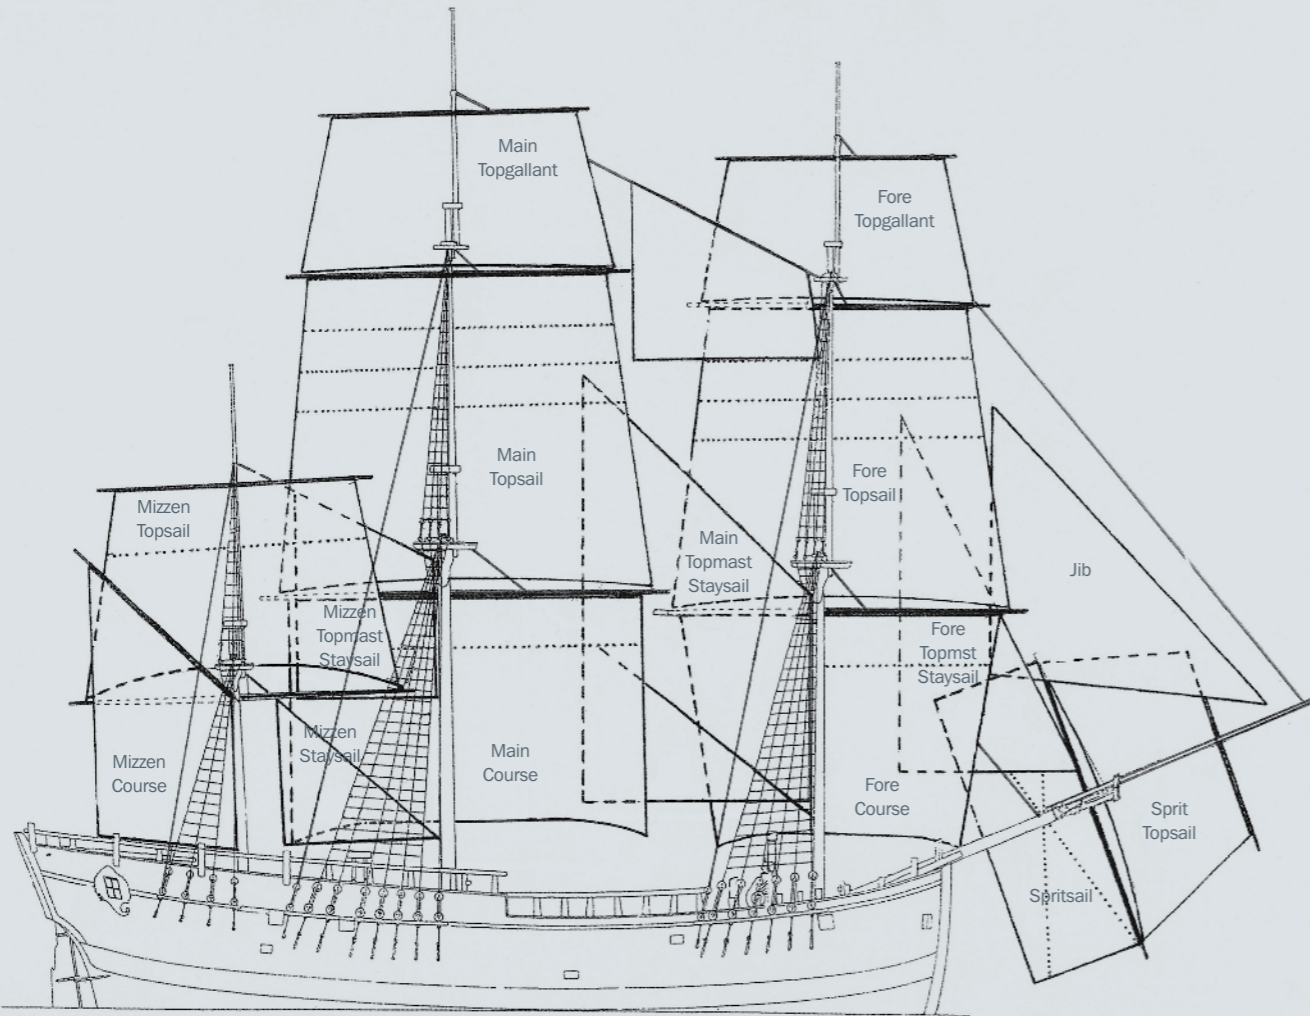 Main
Topgallant
Fore
Topgallant
Main
Topsail
Fore
Topsail
Mizzen
Topsail
Main
Topmast
Staysail
Jib
Mizzen
Topmast
Staysail
Fore
Topmst
Staysail
Mizzen
Staysail
Main
Course
Mizzen
Course
Fore
Course
Sprit
Topsail
Spritsail